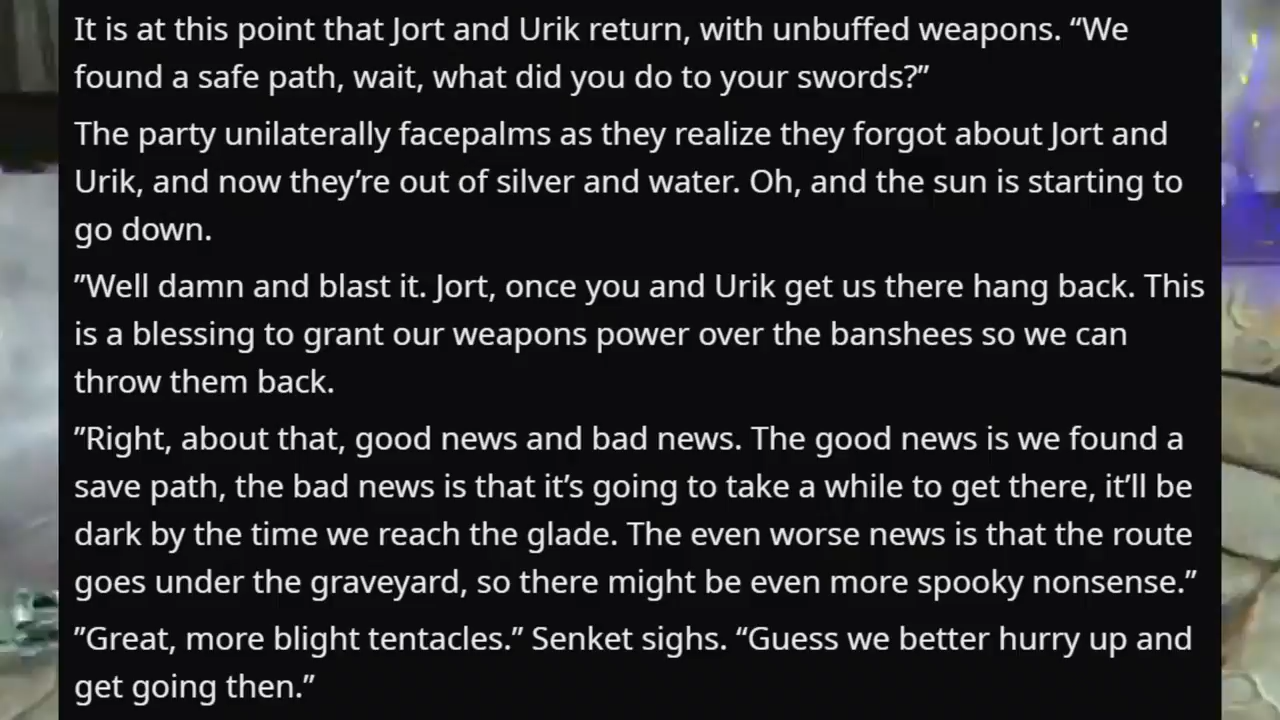 It is at this point that Jort and Urik return, with unbuffed weapons. “We
found a safe path, wait, what did you do to your swords?”
The party unilaterally facepalms as they realize they forgot about Jort and
Urik, and now they’re out of silver and water. Oh, and the sun is starting to
go down.
”Well damn and blast it. Jort, once you and Urik get us there hang back. This
is a blessing to grant our weapons power over the banshees so we can
throw them back.
”Right, about that, good news and bad news. The good news is we found a
save path, the bad news is that it’s going to take a while to get there, it’ll be
dark by the time we reach the glade. The even worse news is that the route
goes under the graveyard, so there might be even more spooky nonsense.”
”Great, more blight tentacles.” Senket sighs. “Guess we better hurry up and
get going then.”